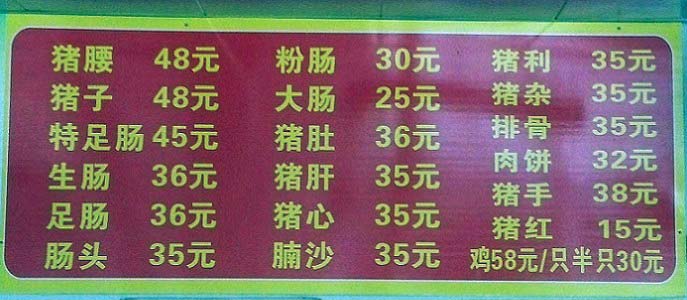 猪腰 48元
猪子 48元
特足肠 45元
生肠 36元
足肠 36元
肠头 35元
粉肠 30元
大肠 25元
猪肚 36元
猪肝 35元
猪心 35元
腩沙 35元
猪利 35元
猪杂 35元
排骨 35元
肉饼 32元
猪手 38元
猪红 15元
鸡58元/只半只30元